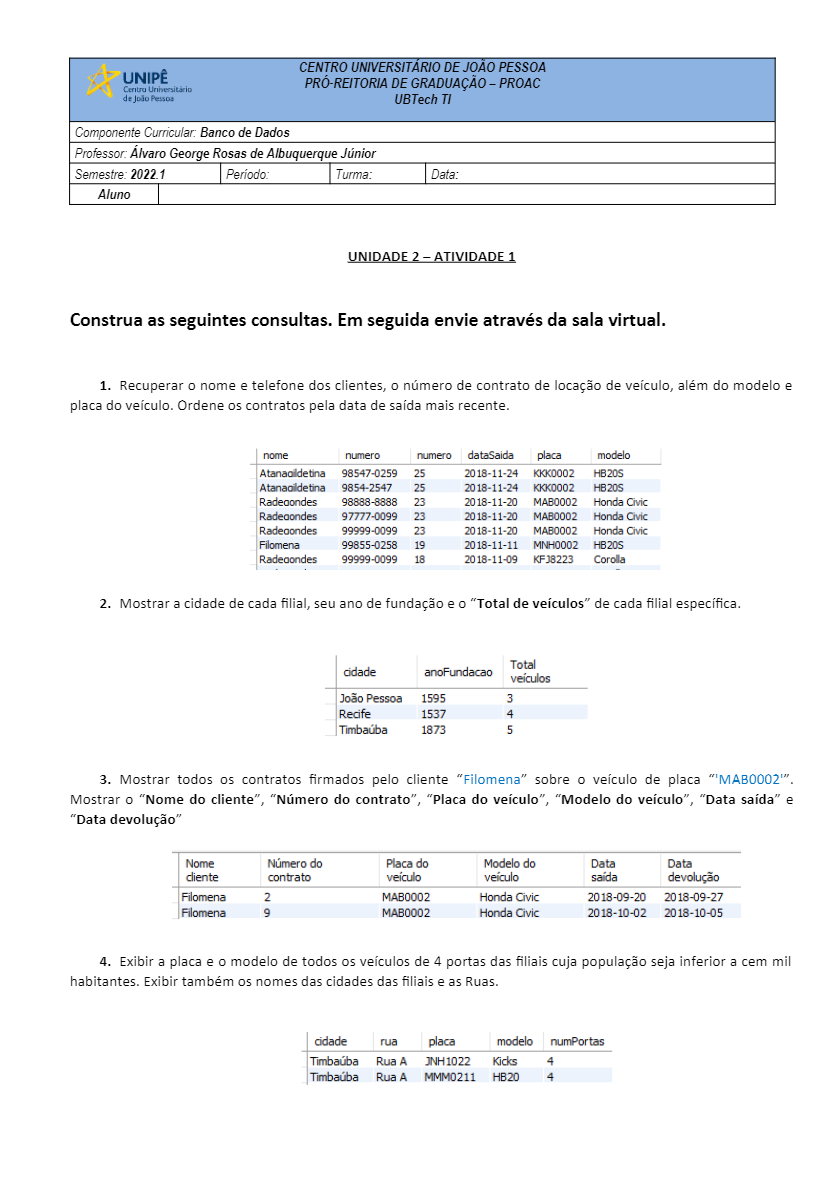 UNIPÊ
Centro Universitário
de João Pessoa
CENTRO UNIVERSITÁRIO DE JOÃO PESSOA
PRÓ-REITORIA DE GRADUAÇÃO – PROAC
UBTech TI
Componente Curricular: Banco de Dados
Professor: Álvaro George Rosas de Albuquerque Júnior
Semestre: 2022.1 Período: Turma: Data:
Aluno
UNIDADE 2 – ATIVIDADE 1
Construa as seguintes consultas. Em seguida envie através da sala virtual.
1. Recuperar o nome e telefone dos clientes, o número de contrato de locação de veículo, além do modelo e
placa do veículo. Ordene os contratos pela data de saída mais recente.
nome numero numero dataSaida placa modelo
Atanagildetina 98547-0259 25 2018-11-24 KKK0002 HB20S
Atanagildetina 9854-2547 25 2018-11-24 KKK0002 HB20S
Radegondes 98888-8888 23 2018-11-20 MAB0002 Honda Civic
Radegondes 97777-0099 23 2018-11-20 MAB0002 Honda Civic
Radegondes 99999-0099 23 2018-11-20 MAB0002 Honda Civic
Filomena 99855-0258 19 2018-11-11 MNH0002 HB20S
Radegondes 99999-0099 18 2018-11-09 KFJ8223 Corolla
2. Mostrar a cidade de cada filial, seu ano de fundação e o “Total de veículos” de cada filial específica.
cidade anoFundacao Total
veículos
João Pessoa 1595 3
Recife 1537 4
Timbaúba 1873 5
3. Mostrar todos os contratos firmados pelo cliente “Filomena” sobre o veículo de placa “'MAB0002'”.
Mostrar o “Nome do cliente”, “Número do contrato”, “Placa do veículo”, “Modelo do veículo”, “Data saída” e
“Data devolução”
Nome Número do Placa do Modelo do Data Data
cliente contrato veículo veículo saída devolução
Filomena 2 MAB0002 Honda Civic 2018-09-20 2018-09-27
Filomena 9 MAB0002 Honda Civic 2018-10-02 2018-10-05
4. Exibir a placa e o modelo de todos os veículos de 4 portas das filiais cuja população seja inferior a cem mil
habitantes. Exibir também os nomes das cidades das filiais e as Ruas.
cidade rua placa modelo numPortas
Timbaúba Rua A JNH1022 Kicks 4
Timbaúba Rua A MMM0211 HB20 4